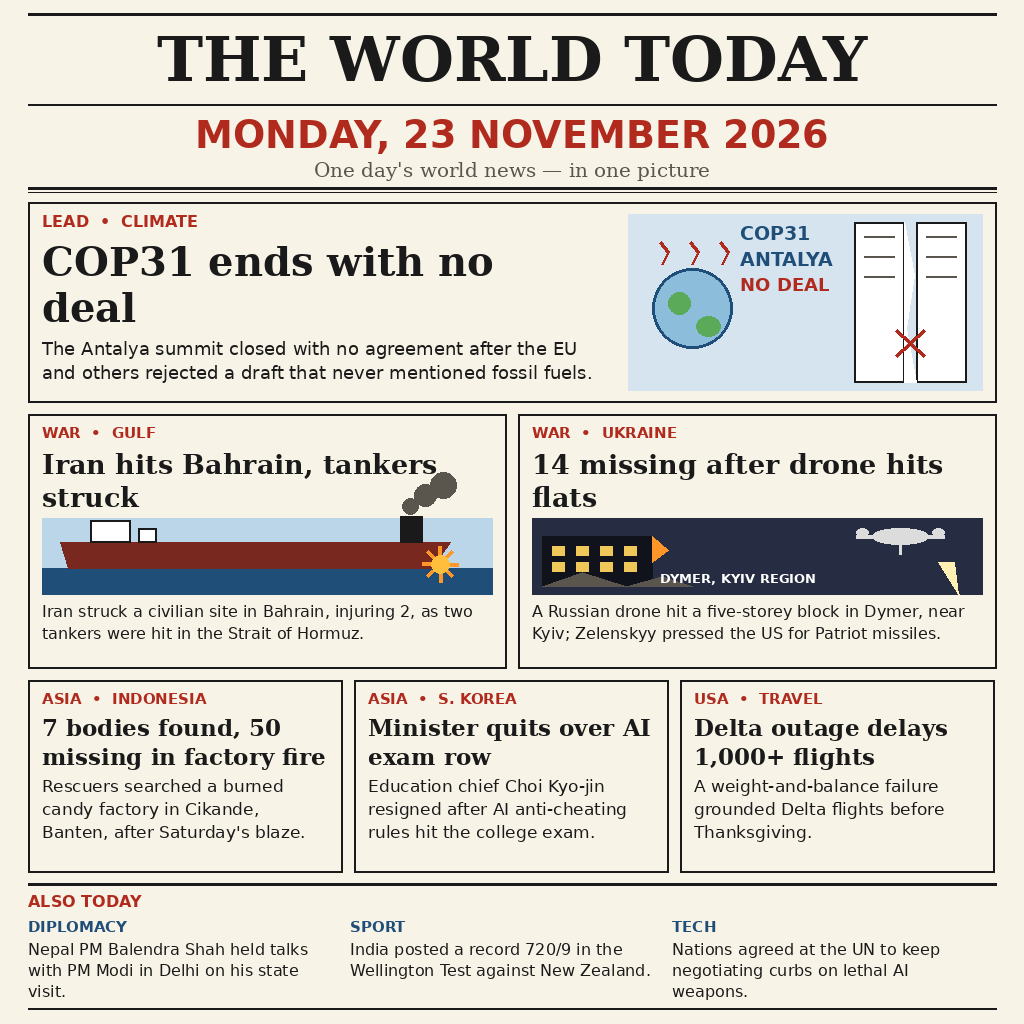 THE WORLD TODAY
MONDAY, 23 NOVEMBER 2026
One day's world news — in one picture
LEAD • CLIMATE
COP31 ends with no
deal
The Antalya summit closed with no agreement after the EU
and others rejected a draft that never mentioned fossil fuels.
COP31
ANTALYA
NO DEAL
WAR • GULF
Iran hits Bahrain, tankers
struck
Iran struck a civilian site in Bahrain, injuring 2, as two
tankers were hit in the Strait of Hormuz.
WAR • UKRAINE
14 missing after drone hits
flats
DYMER, KYIV REGION
A Russian drone hit a five-storey block in Dymer, near
Kyiv; Zelenskyy pressed the US for Patriot missiles.
ASIA • INDONESIA
7 bodies found, 50
missing in factory fire
Rescuers searched a burned
candy factory in Cikande,
Banten, after Saturday's blaze.
ASIA • S. KOREA
Minister quits over AI
exam row
Education chief Choi Kyo-jin
resigned after AI anti-cheating
rules hit the college exam.
USA • TRAVEL
Delta outage delays
1,000+ flights
A weight-and-balance failure
grounded Delta flights before
Thanksgiving.
ALSO TODAY
DIPLOMACY
Nepal PM Balendra Shah held talks
with PM Modi in Delhi on his state
visit.
SPORT
India posted a record 720/9 in the
Wellington Test against New Zealand.
TECH
Nations agreed at the UN to keep
negotiating curbs on lethal AI
weapons.